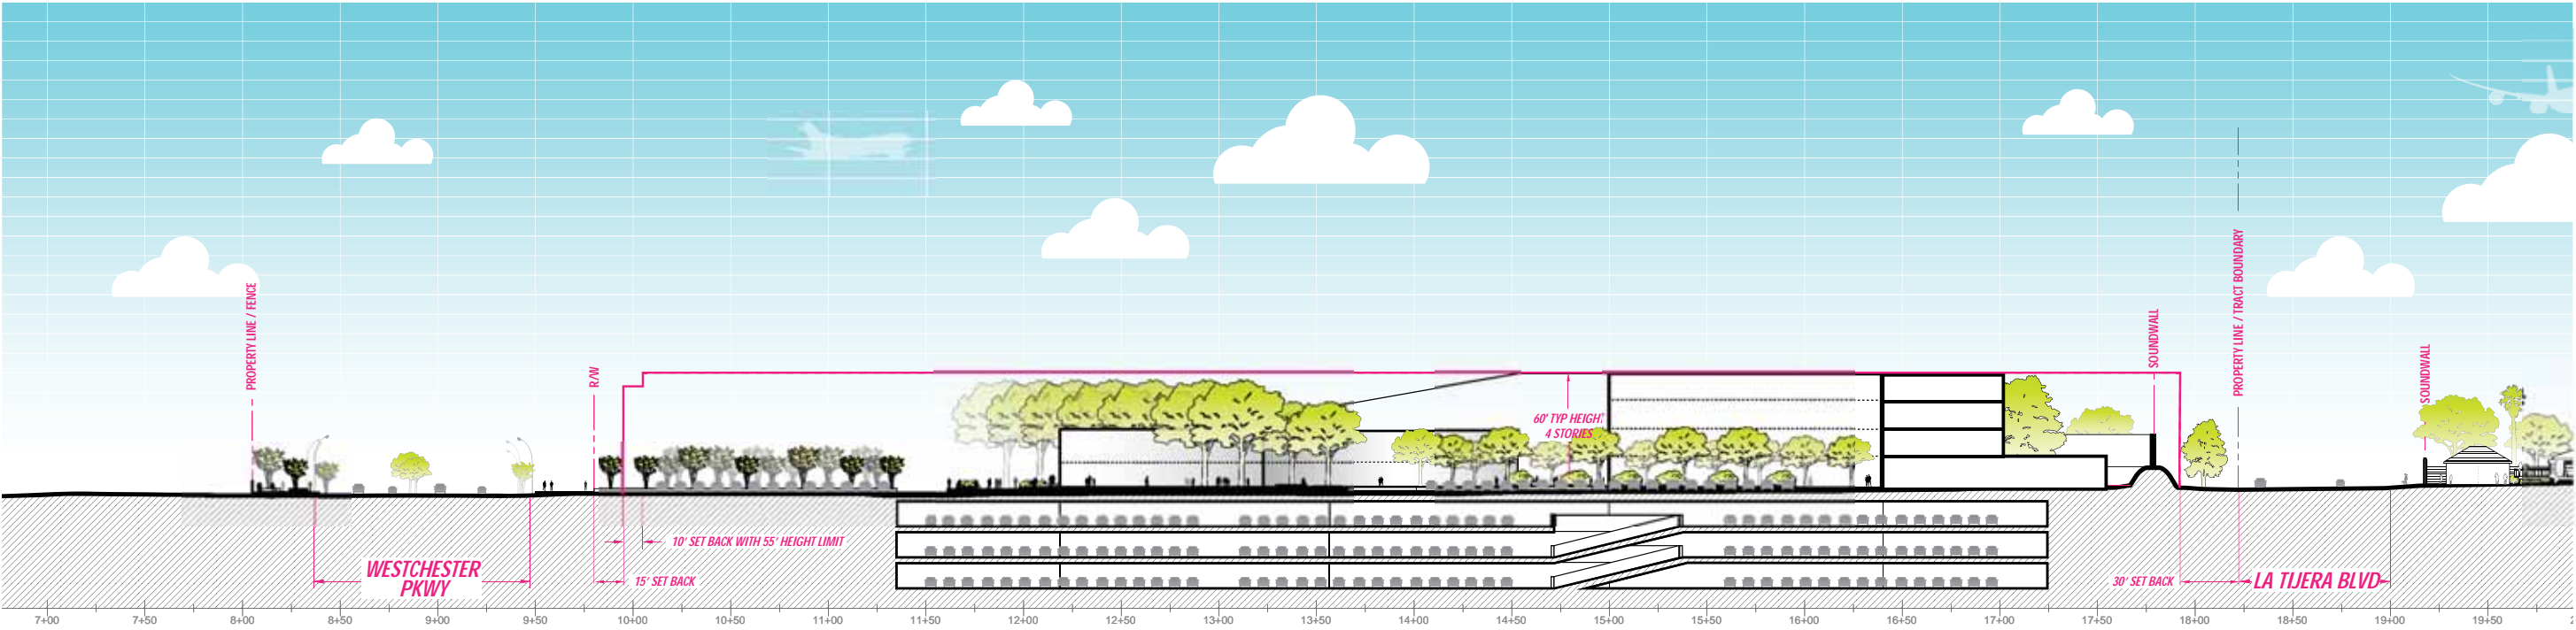 PROPERTY LINE / FENCE
R/W
60' TYP HEIGHT
4 STORIES
SOUNDWALL
PROPERTY LINE / TRACT BOUNDARY
SOUNDWALL
10' SET BACK WITH 55' HEIGHT LIMIT
WESTCHESTER
PKWY
15' SET BACK
30' SET BACK
LA TIJERA BLVD
7+00
7+50
8+00
8+50
9+00
9+50
10+00
10+50
11+00
11+50
12+00
12+50
13+00
13+50
14+00
14+50
15+00
15+50
16+00
16+50
17+00
17+50
18+00
18+50
19+00
19+50